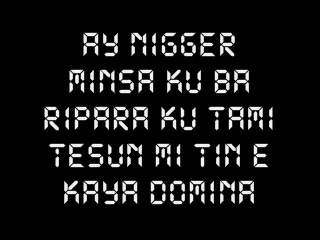 AY NIGGER
MINSA KU BA
RIPARA KU TAMI
TESUN MI TIN E
KAYA DOMINA